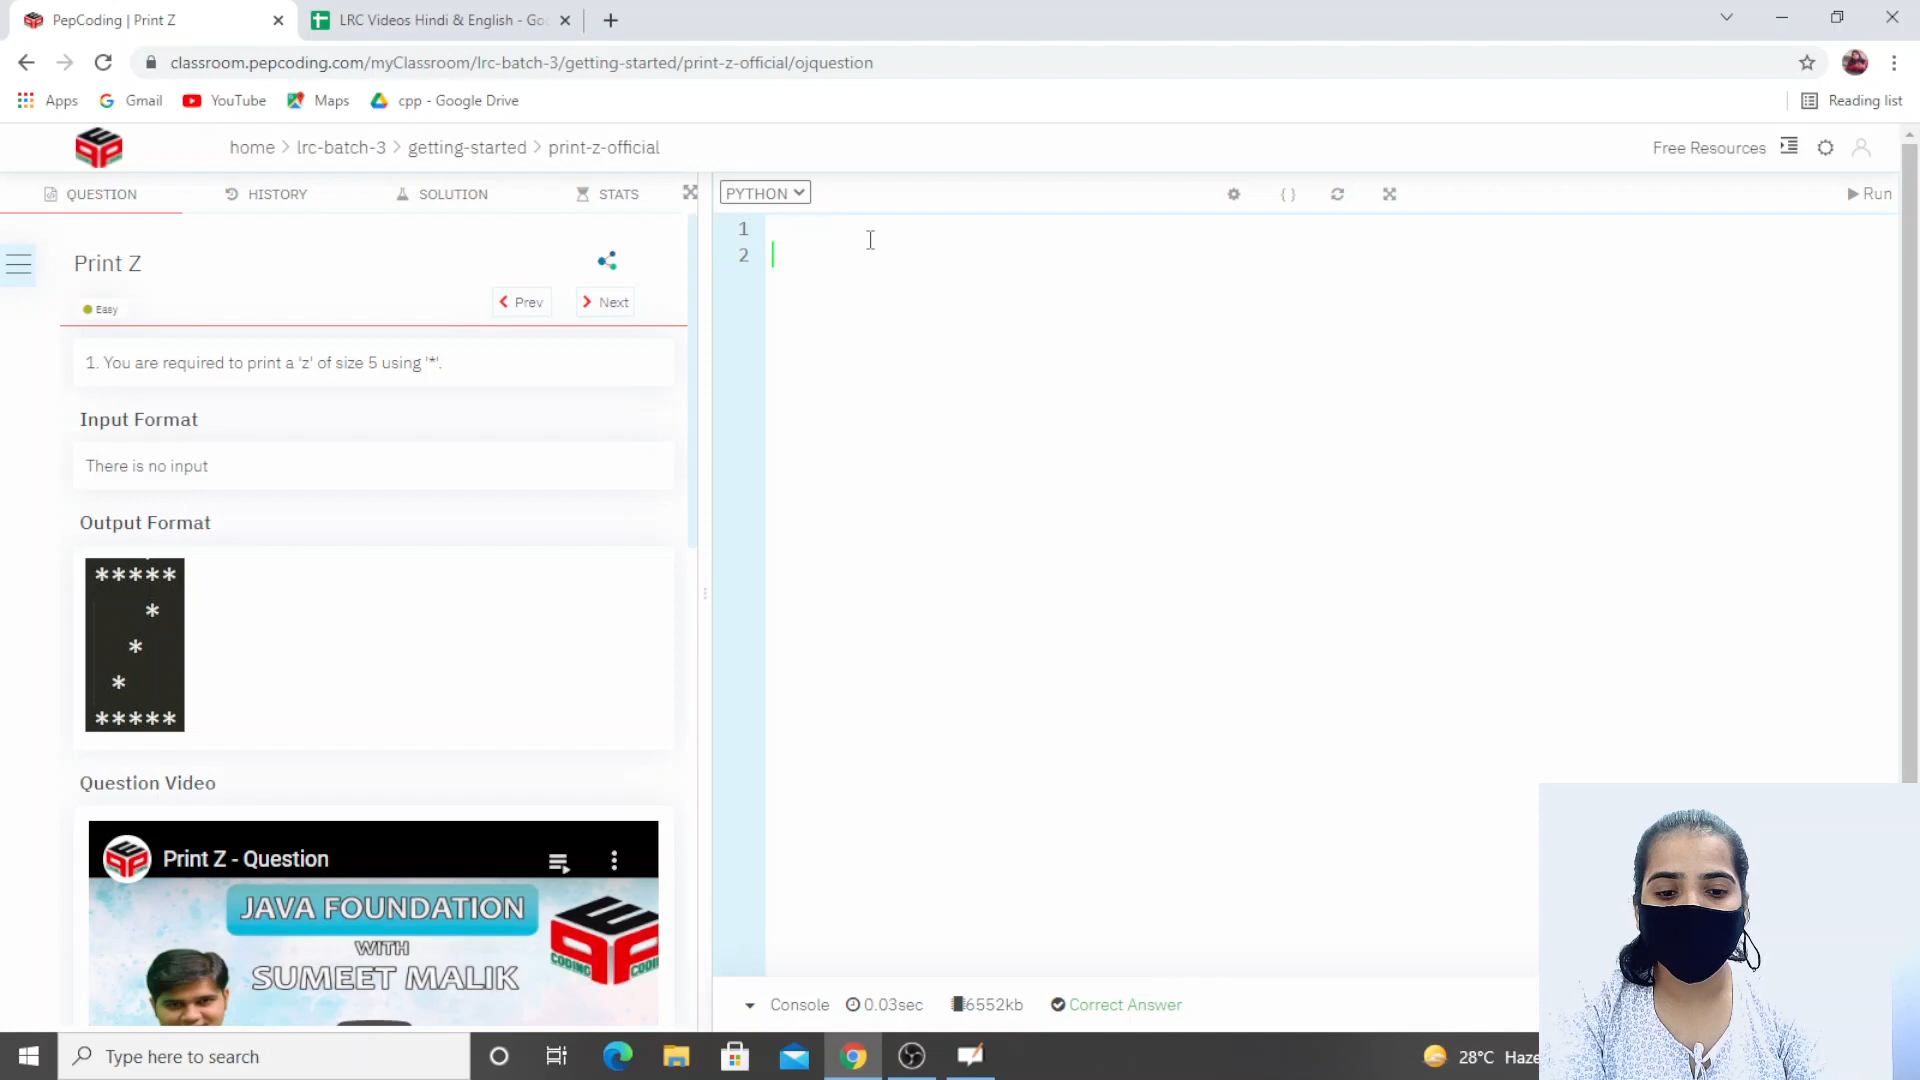 PepCoding | Print Z
LRC Videos Hindi & English - Goo
classroom.pepcoding.com/myClassroom/lrc-batch-3/getting-started/print-z-official/ojquestion
Apps
Gmail
YouTube
Maps
cpp - Google Drive
Reading list
home > lrc-batch-3 > getting-started > print-z-official
Free Resources
QUESTION
HISTORY
SOLUTION
STATS
PYTHON
{ }
Run
1
2
Print Z
Easy
Prev
Next
1. You are required to print a 'z' of size 5 using '*'.
Input Format
There is no input
Output Format
*****
*
*
*
*****
Question Video
Print Z - Question
JAVA FOUNDATION
WITH
SUMEET MALIK
PEP
CODING
Console
0.03sec
6552kb
Correct Answer
Type here to search
28°C Haze